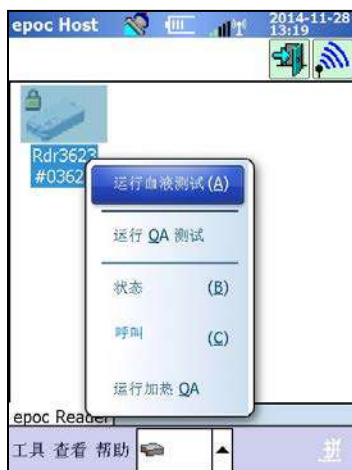 epoc Host 2014-11-28
13:19
Rdr3623
#0362
运行血液测试(A)
运行 QA 测试
状态 (B)
呼叫 (C)
运行加热 QA
epoc Reader
工具 查看 帮助 拼